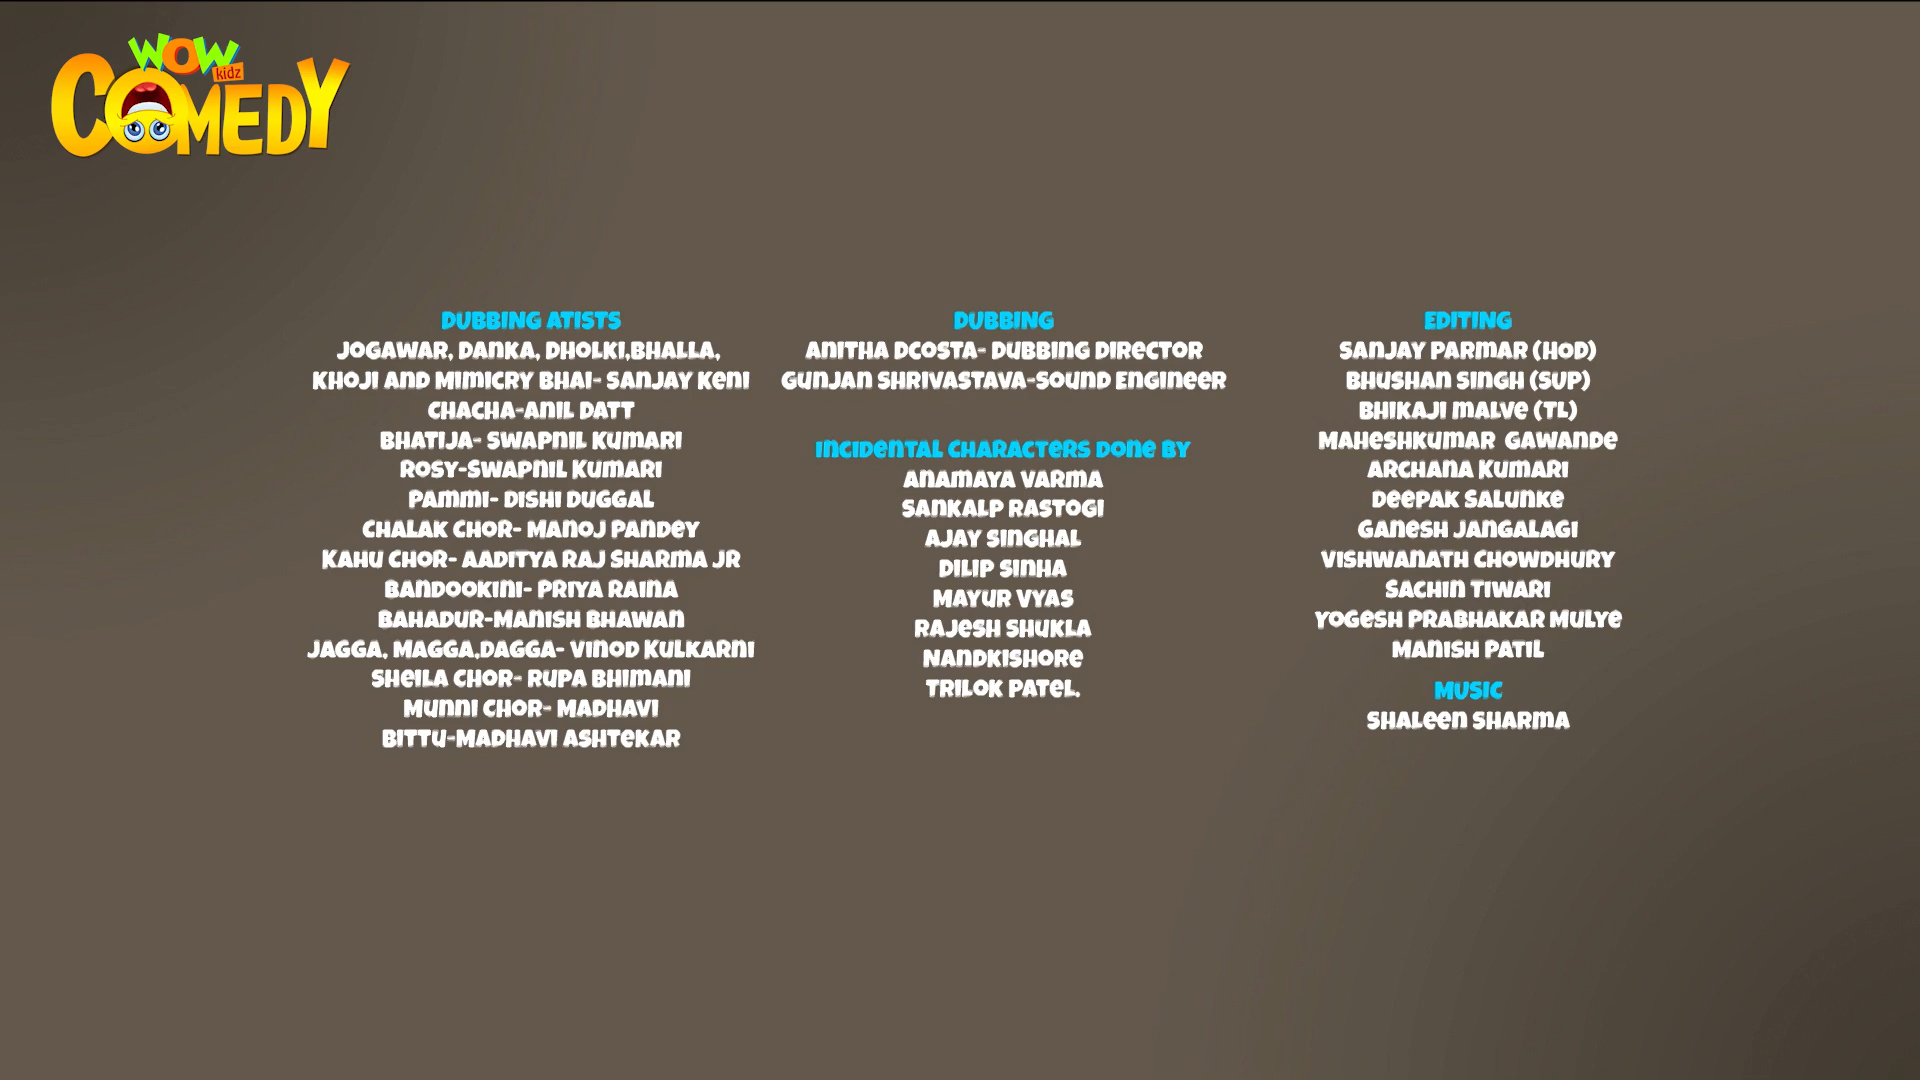 WOW
kidz
COMEDY
DUBBING ATISTS
JOGAWAR, DANKA, DHOLKI,BHALLA,
KHOJI AND MIMICRY BHAI- SANJAY KENI
CHACHA-ANIL DATT
BHATIJA- SWAPNIL KUMARI
ROSY-SWAPNIL KUMARI
PAMMI- DISHI DUGGAL
CHALAK CHOR- MANOJ PANDEY
KAHU CHOR- AADITYA RAJ SHARMA JR
BANDOOKINI- PRIYA RAINA
BAHADUR-MANISH BHAWAN
JAGGA, MAGGA,DAGGA- VINOD KULKARNI
SHEILA CHOR- RUPA BHIMANI
MUNNI CHOR- MADHAVI
BITTU-MADHAVI ASHTEKAR
DUBBING
ANITHA DCOSTA- DUBBING DIRECTOR
GUNJAN SHRIVASTAVA-SOUND ENGINEER
INCIDENTAL CHARACTERS DONE BY
ANAMAYA VARMA
SANKALP RASTOGI
AJAY SINGHAL
DILIP SINHA
MAYUR VYAS
RAJESH SHUKLA
NANDKISHORE
TRILOK PATEL.
EDITING
SANJAY PARMAR (HOD)
BHUSHAN SINGH (SUP)
BHIKAJI MALVE (TL)
MAHESHKUMAR GAWANDE
ARCHANA KUMARI
DEEPAK SALUNKE
GANESH JANGALAGI
VISHWANATH CHOWDHURY
SACHIN TIWARI
YOGESH PRABHAKAR MULYE
MANISH PATIL
MUSIC
SHALEEN SHARMA